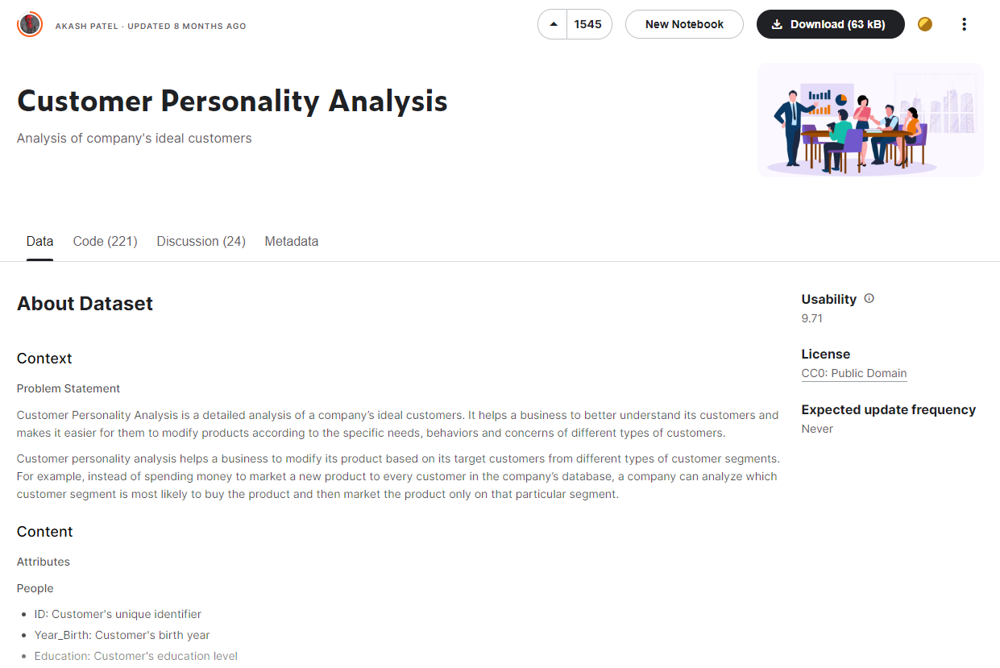 AKASH PATEL · UPDATED 8 MONTHS AGO
1545
New Notebook
Download (63 kB)
Customer Personality Analysis
Analysis of company's ideal customers
Data
Code (221)
Discussion (24)
Metadata
About Dataset
Context
Problem Statement
Customer Personality Analysis is a detailed analysis of a company’s ideal customers. It helps a business to better understand its customers and
makes it easier for them to modify products according to the specific needs, behaviors and concerns of different types of customers.
Customer personality analysis helps a business to modify its product based on its target customers from different types of customer segments.
For example, instead of spending money to market a new product to every customer in the company’s database, a company can analyze which
customer segment is most likely to buy the product and then market the product only on that particular segment.
Content
Attributes
People
• ID: Customer's unique identifier
• Year_Birth: Customer's birth year
• Education: Customer's education level
Usability
9.71
License
CC0: Public Domain
Expected update frequency
Never